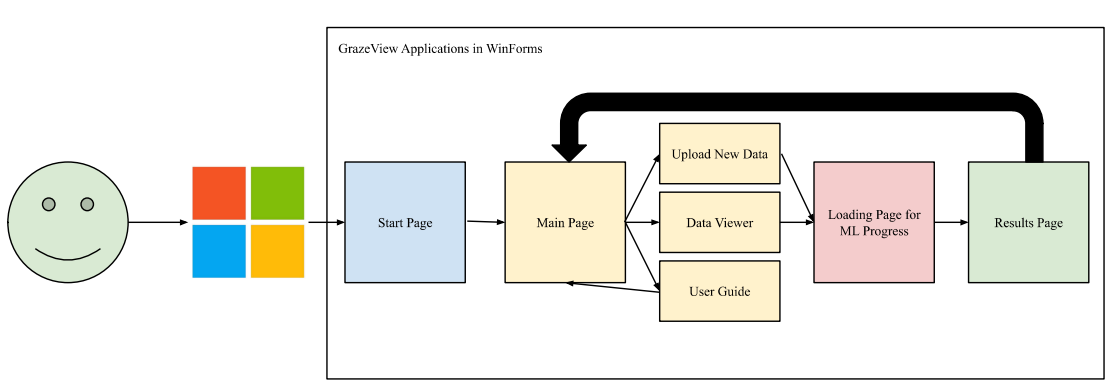 GrazeView Applications in WinForms
Start Page
Main Page
Upload New Data
Data Viewer
User Guide
Loading Page for
ML Progress
Results Page